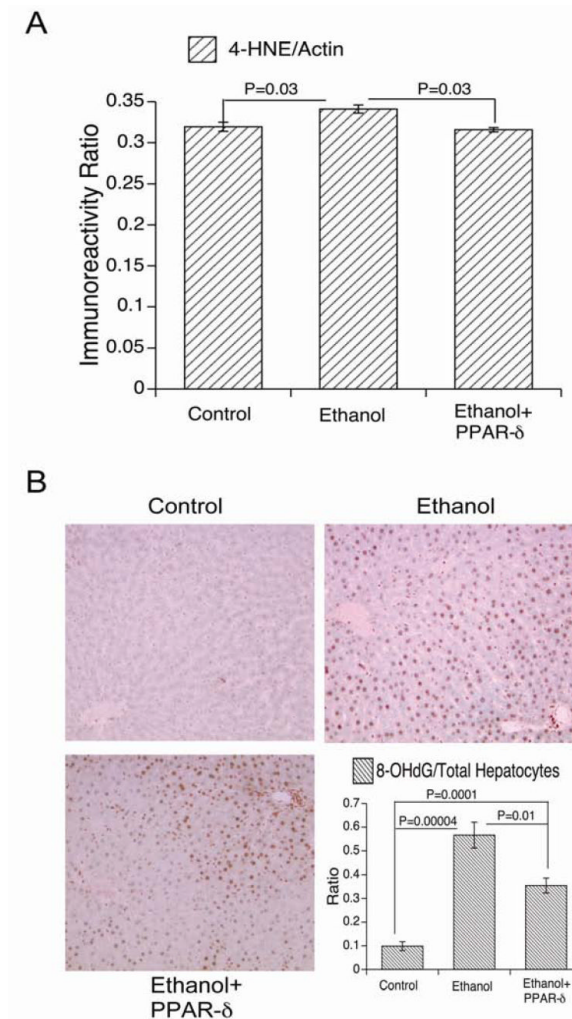 A
4-HNE/Actin
P=0.03 P=0.03
Immunoreactivity Ratio
0.35
0.3
0.25
0.2
0.15
0.1
0.05
0
Control Ethanol Ethanol+
PPAR-δ
B
Control Ethanol
Ethanol+
PPAR-δ
8-OHdG/Total Hepatocytes
P=0.0001
P=0.00004 P=0.01
Ratio
0.7
0.6
0.5
0.4
0.3
0.2
0.1
0
Control Ethanol Ethanol+
PPAR-δ